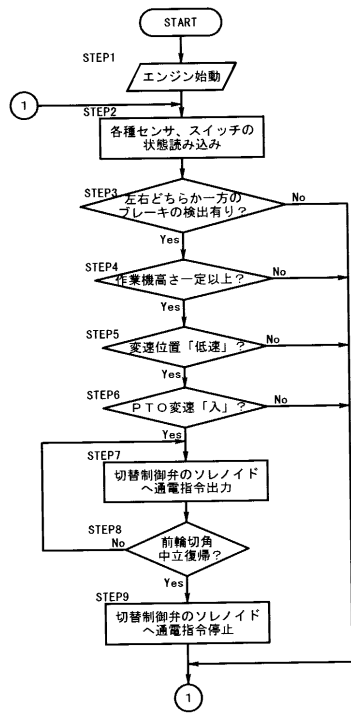 START
STEP1
エンジン始動
1
STEP2
各種センサ、スイッチの
状態読み込み
STEP3
左右どちらか一方の
ブレーキの検出有り?
No
Yes
STEP4
作業機高さ一定以上?
No
Yes
STEP5
変速位置「低速」?
No
Yes
STEP6
PTO変速「入」?
No
Yes
STEP7
切替制御弁のソレノイド
へ通電指令出力
STEP8
前輪切角
中立復帰?
No
Yes
STEP9
切替制御弁のソレノイド
へ通電指令停止
1